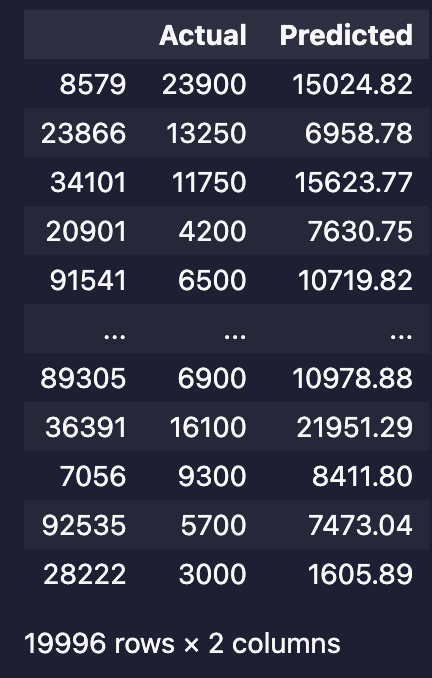 Actual Predicted
8579 23900 15024.82
23866 13250 6958.78
34101 11750 15623.77
20901 4200 7630.75
91541 6500 10719.82
... ... ...
89305 6900 10978.88
36391 16100 21951.29
7056 9300 8411.80
92535 5700 7473.04
28222 3000 1605.89
19996 rows × 2 columns